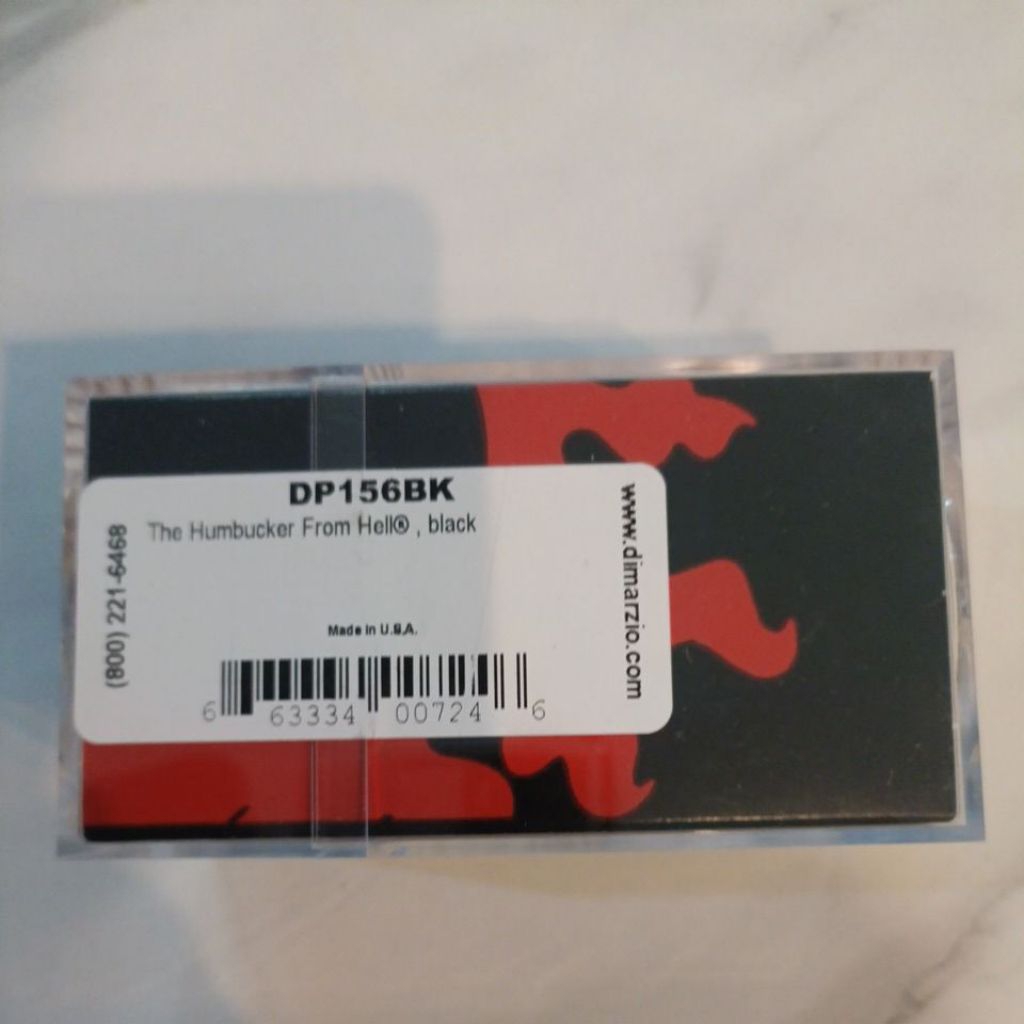 DP156BK
The Humbucker From Hell® , black
(800) 221-6468
www.dimarzio.com
Made in U.S.A.
6 63334 00724 6